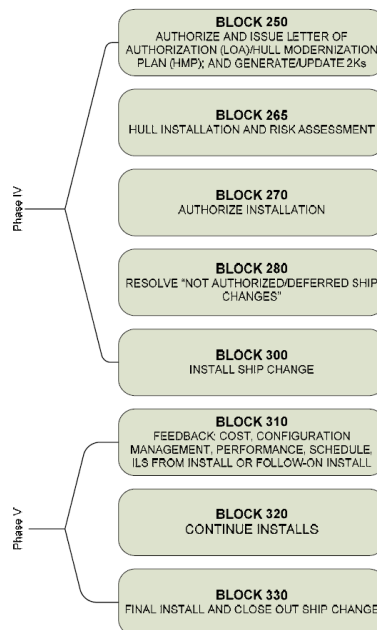 Phase IV
BLOCK 250
AUTHORIZE AND ISSUE LETTER OF
AUTHORIZATION (LOA)/HULL MODERNIZATION
PLAN (HMP); AND GENERATE/UPDATE 2Ks
BLOCK 265
HULL INSTALLATION AND RISK ASSESSMENT
BLOCK 270
AUTHORIZE INSTALLATION
BLOCK 280
RESOLVE "NOT AUTHORIZED/DEFERRED SHIP
CHANGES"
BLOCK 300
INSTALL SHIP CHANGE
Phase V
BLOCK 310
FEEDBACK: COST, CONFIGURATION
MANAGEMENT, PERFORMANCE, SCHEDULE,
ILS FROM INSTALL OR FOLLOW-ON INSTALL
BLOCK 320
CONTINUE INSTALLS
BLOCK 330
FINAL INSTALL AND CLOSE OUT SHIP CHANGE